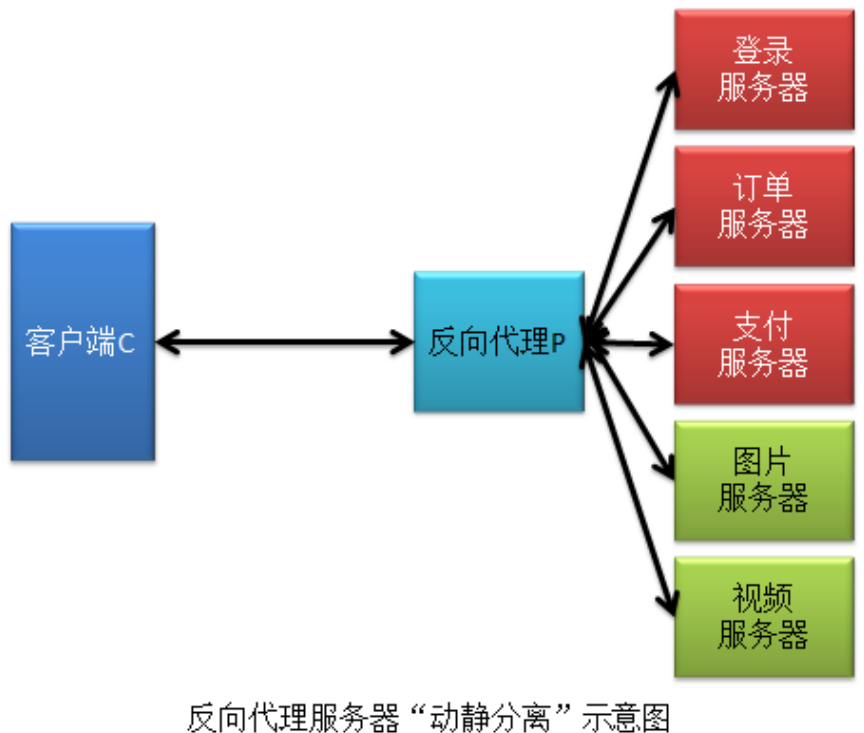 登录
服务器
订单
服务器
客户端C
反向代理P
支付
服务器
图片
服务器
视频
服务器
反向代理服务器“动静分离”示意图